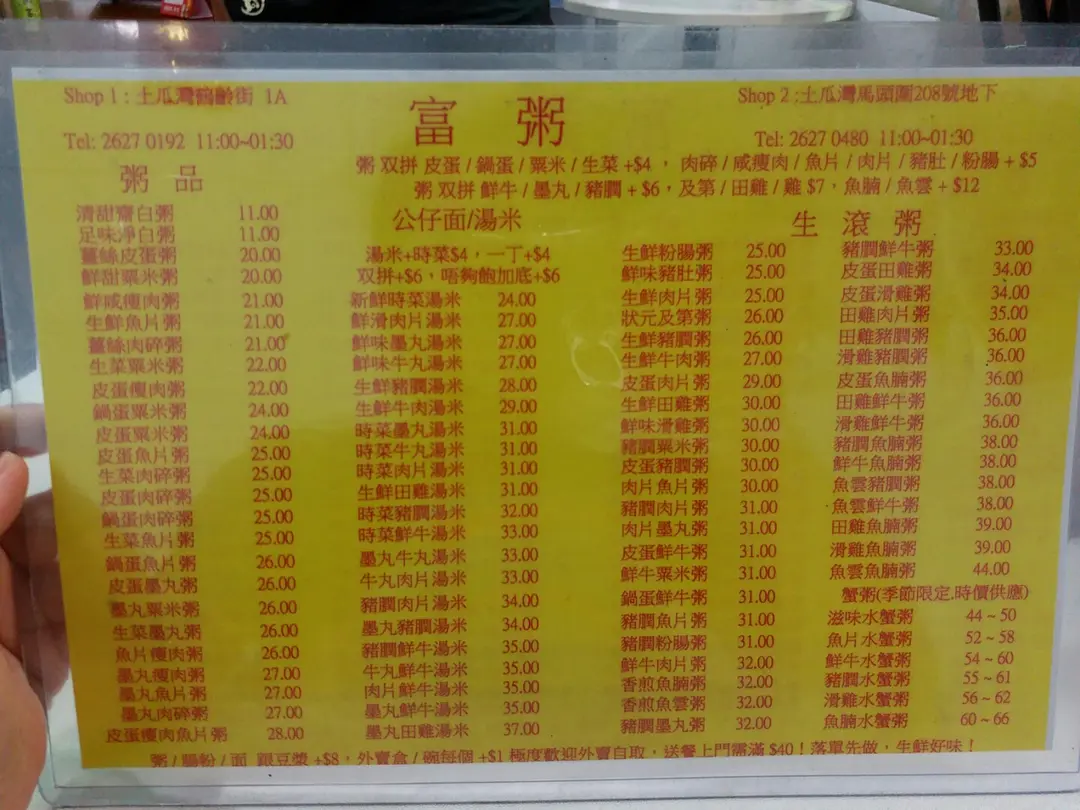 Shop 1 : 土瓜灣鶴齡街 1A
Tel: 2627 0192 11:00~01:30
富 粥
Shop 2 :土瓜灣馬頭圍208號地下
Tel: 2627 0480 11:00~01:30
粥 双拼 皮蛋 / 鍋蛋 / 粟米 / 生菜 +$4 , 肉碎 / 咸瘦肉 / 魚片 / 肉片 / 豬肚 / 粉腸 + $5
粥 双拼 鮮牛 / 墨丸 / 豬膶 + $6, 及第 / 田雞 / 雞 $7, 魚腩 / 魚雲 + $12
粥 品
清甜齋白粥 11.00
足味淨白粥 11.00
薑絲皮蛋粥 20.00
鮮甜粟米粥 20.00
鮮咸瘦肉粥 21.00
生鮮魚片粥 21.00
薑絲肉碎粥 21.00
生菜粟米粥 22.00
皮蛋瘦肉粥 22.00
鍋蛋粟米粥 24.00
皮蛋粟米粥 24.00
皮蛋魚片粥 25.00
生菜肉碎粥 25.00
皮蛋肉碎粥 25.00
鍋蛋肉碎粥 25.00
生菜魚片粥 25.00
鍋蛋魚片粥 26.00
皮蛋墨丸粥 26.00
墨丸粟米粥 26.00
生菜墨丸粥 26.00
魚片瘦肉粥 26.00
墨丸瘦肉粥 27.00
墨丸魚片粥 27.00
墨丸肉碎粥 27.00
皮蛋瘦肉魚片粥 28.00
公仔面/湯米
湯米+時菜$4, 一丁+$4
双拼+$6, 唔夠飽加底+$6
新鮮時菜湯米 24.00
鮮滑肉片湯米 27.00
鮮味墨丸湯米 27.00
鮮味牛丸湯米 27.00
生鮮豬膶湯米 28.00
生鮮牛肉湯米 29.00
時菜墨丸湯米 31.00
時菜牛丸湯米 31.00
時菜肉片湯米 31.00
生鮮田雞湯米 31.00
時菜豬膶湯米 32.00
時菜鮮牛湯米 33.00
墨丸牛丸湯米 33.00
牛丸肉片湯米 33.00
豬膶肉片湯米 34.00
墨丸豬膶湯米 34.00
豬膶鮮牛湯米 35.00
牛丸鮮牛湯米 35.00
肉片鮮牛湯米 35.00
墨丸鮮牛湯米 35.00
墨丸田雞湯米 37.00
生 滾 粥
生鮮粉腸粥 25.00
鮮味豬肚粥 25.00
生鮮肉片粥 25.00
狀元及第粥 26.00
生鮮豬膶粥 26.00
生鮮牛肉粥 27.00
皮蛋肉片粥 29.00
生鮮田雞粥 30.00
鮮味滑雞粥 30.00
豬膶粟米粥 30.00
皮蛋豬膶粥 30.00
肉片魚片粥 30.00
豬膶肉片粥 31.00
肉片墨丸粥 31.00
皮蛋鮮牛粥 31.00
鮮牛粟米粥 31.00
鍋蛋鮮牛粥 31.00
豬膶魚片粥 31.00
豬膶粉腸粥 31.00
鮮牛肉片粥 32.00
香煎魚腩粥 32.00
香煎魚雲粥 32.00
豬膶墨丸粥 32.00
豬膶鮮牛粥 33.00
皮蛋田雞粥 34.00
皮蛋滑雞粥 34.00
田雞肉片粥 35.00
田雞豬膶粥 36.00
滑雞豬膶粥 36.00
皮蛋魚腩粥 36.00
田雞鮮牛粥 36.00
滑雞鮮牛粥 36.00
豬膶魚腩粥 38.00
鮮牛魚腩粥 38.00
魚雲豬膶粥 38.00
魚雲鮮牛粥 38.00
田雞魚腩粥 39.00
滑雞魚腩粥 39.00
魚雲魚腩粥 44.00
蟹粥(季節限定,時價供應)
滋味水蟹粥 44 ~ 50
魚片水蟹粥 52 ~ 58
鮮牛水蟹粥 54 ~ 60
豬膶水蟹粥 55 ~ 61
滑雞水蟹粥 56 ~ 62
魚腩水蟹粥 60 ~ 66
粥 / 腸粉 / 面 跟豆漿 +$8, 外賣盒 / 碗每個 +$1 極度歡迎外賣自取, 送餐上門需滿 $40！落單先做, 生鮮好味！